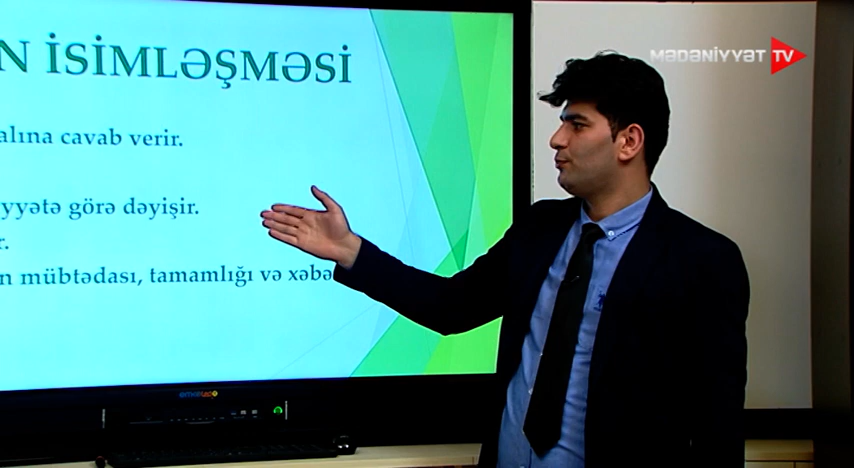 N İSİMLƏŞMƏSİ
MƏDƏNİYYƏT TV
alına cavab verir.
yyətə görə dəyişir.
r.
n mübtədası, tamamlığı və xəbə